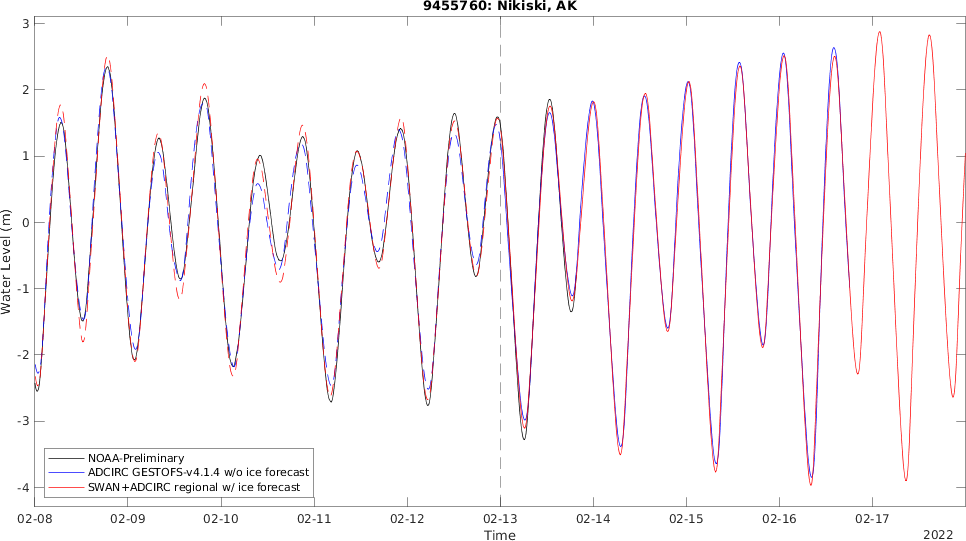 9455760: Nikiski, AK
Water Level (m)
3
2
1
0
-1
-2
-3
-4
NOAA-Preliminary
ADCIRC GESTOFS-v4.1.4 w/o ice forecast
SWAN+ADCIRC regional w/ ice forecast
02-08 02-09 02-10 02-11 02-12 02-13 02-14 02-15 02-16 02-17
Time
2022